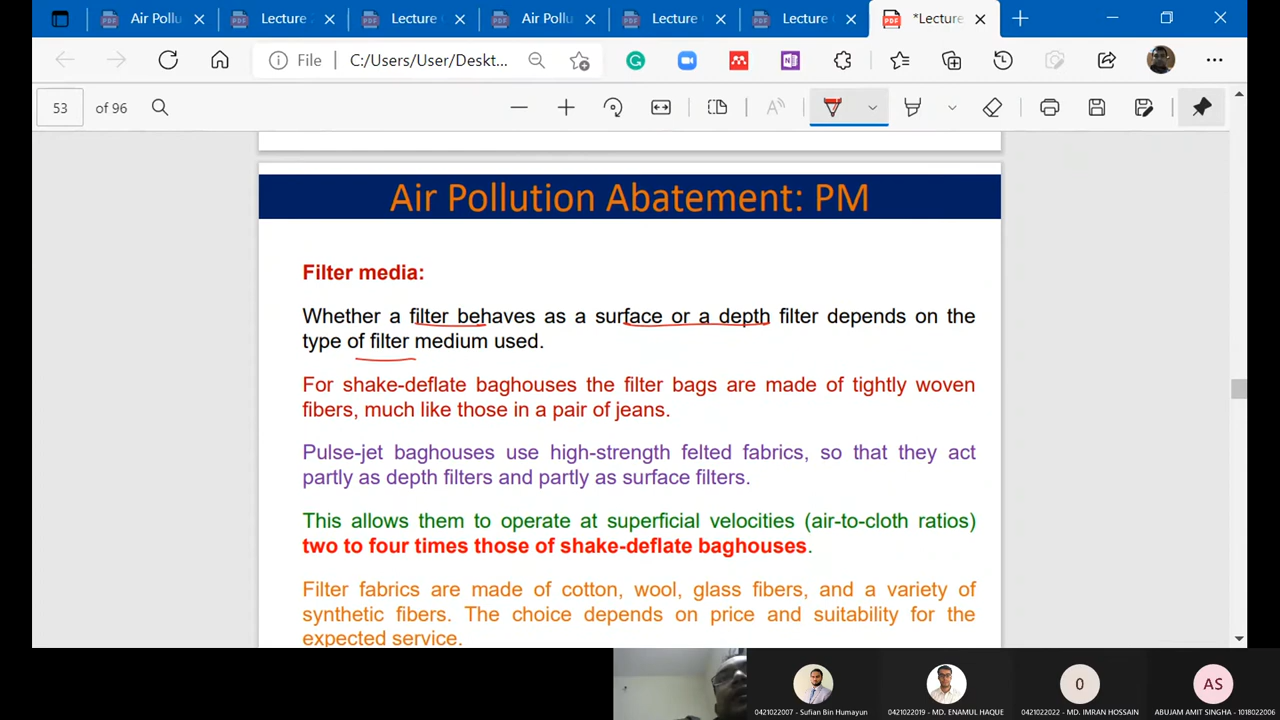 Air Pollu
Lecture
Lecture
Air Pollu
Lecture
Lecture
*Lecture
File
C:/Users/User/Deskt...
53
of 96
Air Pollution Abatement: PM
Filter media:
Whether a filter behaves as a surface or a depth filter depends on the
type of filter medium used.
For shake-deflate baghouses the filter bags are made of tightly woven
fibers, much like those in a pair of jeans.
Pulse-jet baghouses use high-strength felted fabrics, so that they act
partly as depth filters and partly as surface filters.
This allows them to operate at superficial velocities (air-to-cloth ratios)
two to four times those of shake-deflate baghouses.
Filter fabrics are made of cotton, wool, glass fibers, and a variety of
synthetic fibers. The choice depends on price and suitability for the
expected service.
0
AS
0421022007 - Sufian Bin Humayun
0421022019 - MD. ENAMUL HAQUE
0421022022 - MD. IMRAN HOSSAIN
ABUJAM AMIT SINGHA - 1018022006